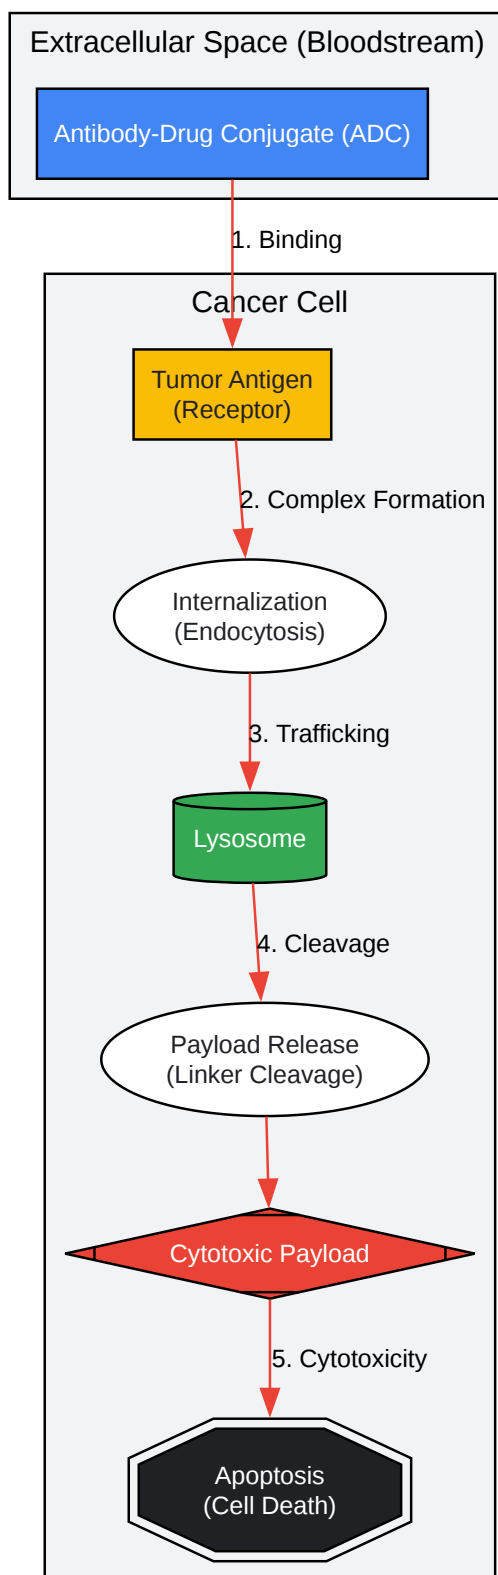 Extracellular Space (Bloodstream)
Antibody-Drug Conjugate (ADC)
1. Binding
Cancer Cell
Tumor Antigen
(Receptor)
2. Complex Formation
Internalization
(Endocytosis)
3. Trafficking
Lysosome
4. Cleavage
Payload Release
(Linker Cleavage)
Cytotoxic Payload
5. Cytotoxicity
Apoptosis
(Cell Death)